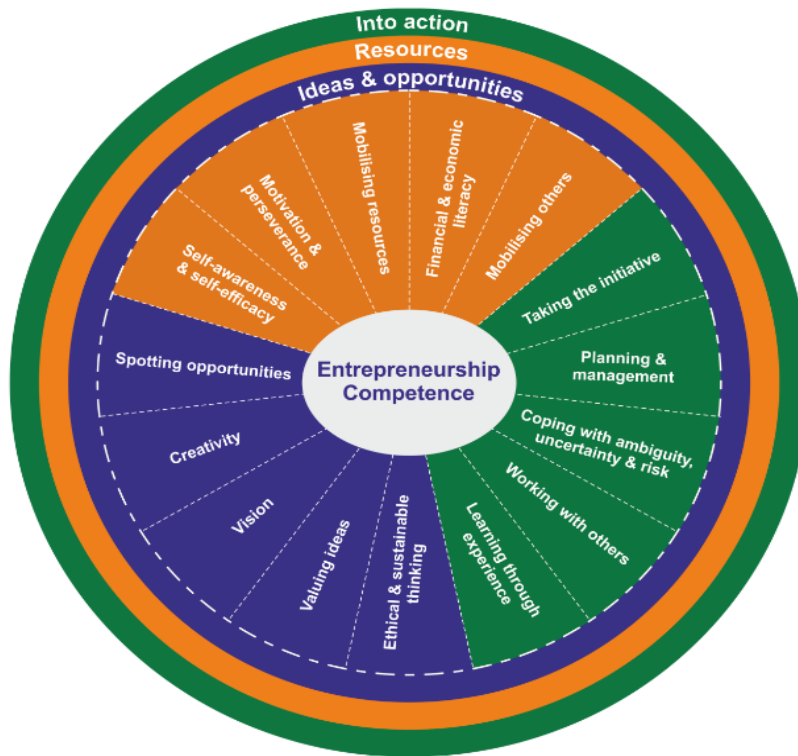 Into action
Resources
Ideas & opportunities
Mobilising resources
Financial & economic
literacy
Mobilising others
Motivation &
perseverance
Self-awareness
& self-efficacy
Taking the initiative
Spotting opportunities
Entrepreneurship
Competence
Planning &
management
Creativity
Coping with ambiguity,
uncertainty & risk
Vision
Working with others
Valuing ideas
Ethical & sustainable
thinking
Learning through
experience